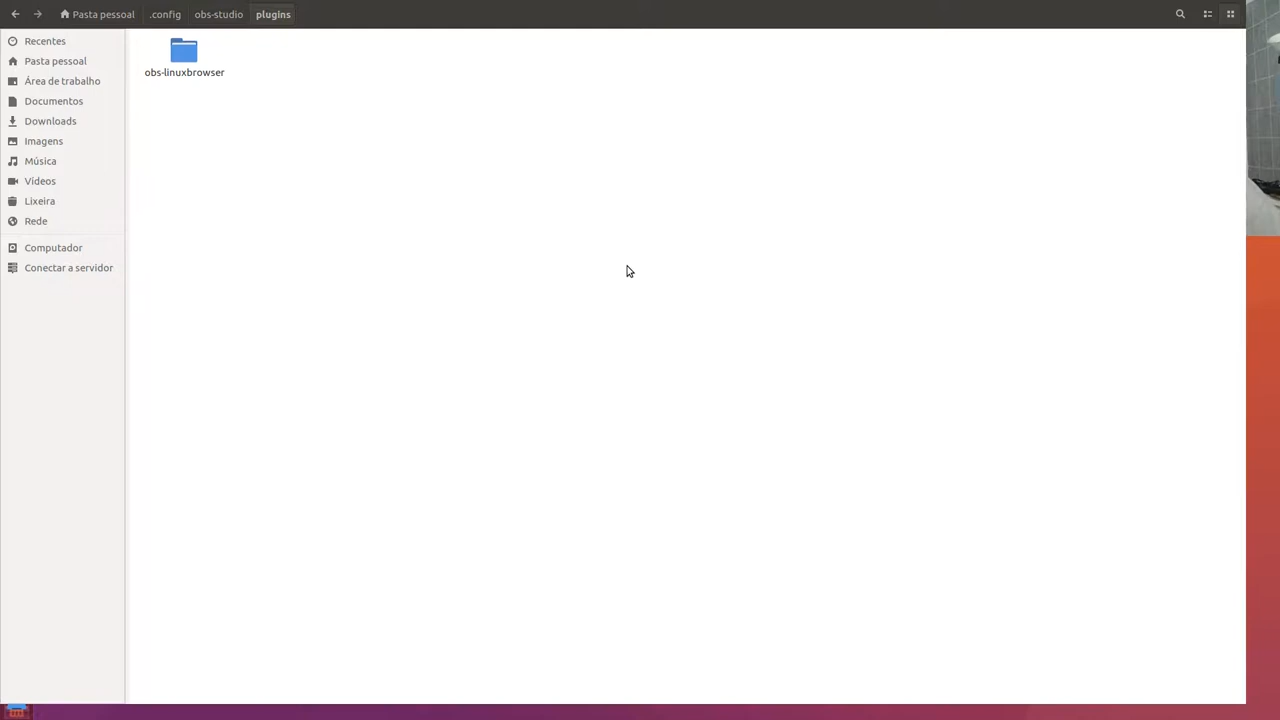 Pasta pessoal .config obs-studio plugins
Recentes
Pasta pessoal
Área de trabalho
Documentos
Downloads
Imagens
Música
Vídeos
Lixeira
Rede
Computador
Conectar a servidor
obs-linuxbrowser